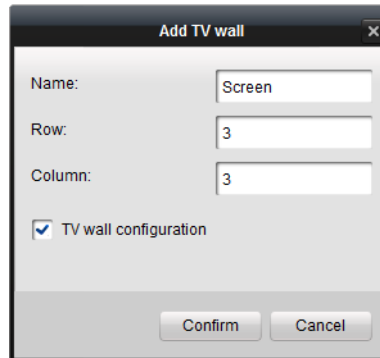 Add TV wall
Name: Screen
Row: 3
Column: 3
TV wall configuration
Confirm Cancel